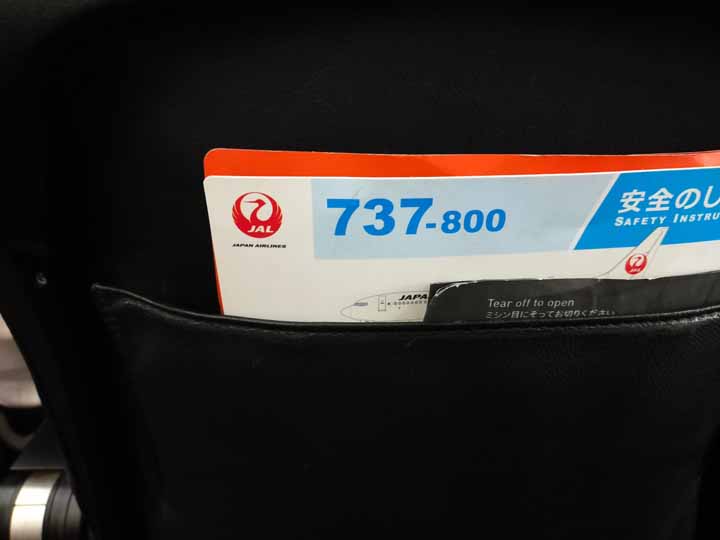 JAL
JAPAN AIRLINES
737-800
安全のし
SAFETY INSTRU
JAPA
Tear off to open
ミシン目にそってお切りください